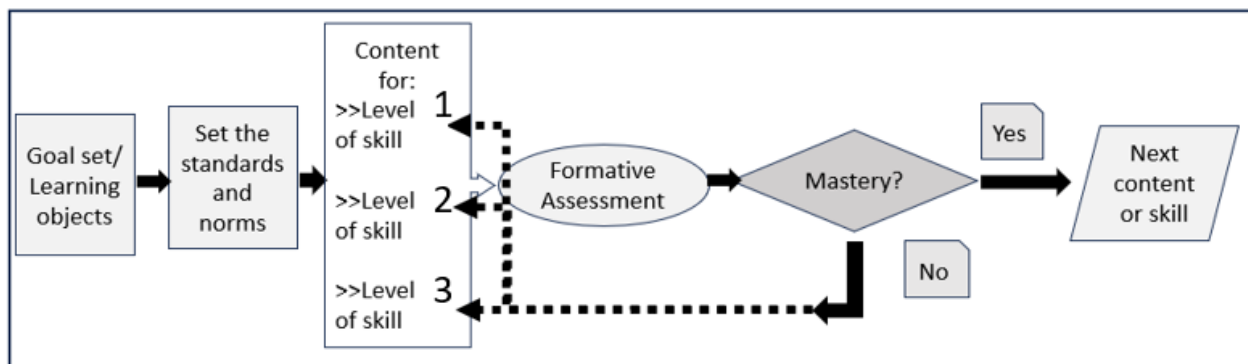 Goal set/
Learning
objects
Set the
standards
and
norms
Content
for:
>>Level 1
of skill
>>Level 2
of skill
>>Level 3
of skill
Formative
Assessment
Mastery?
Yes
No
Next
content
or skill